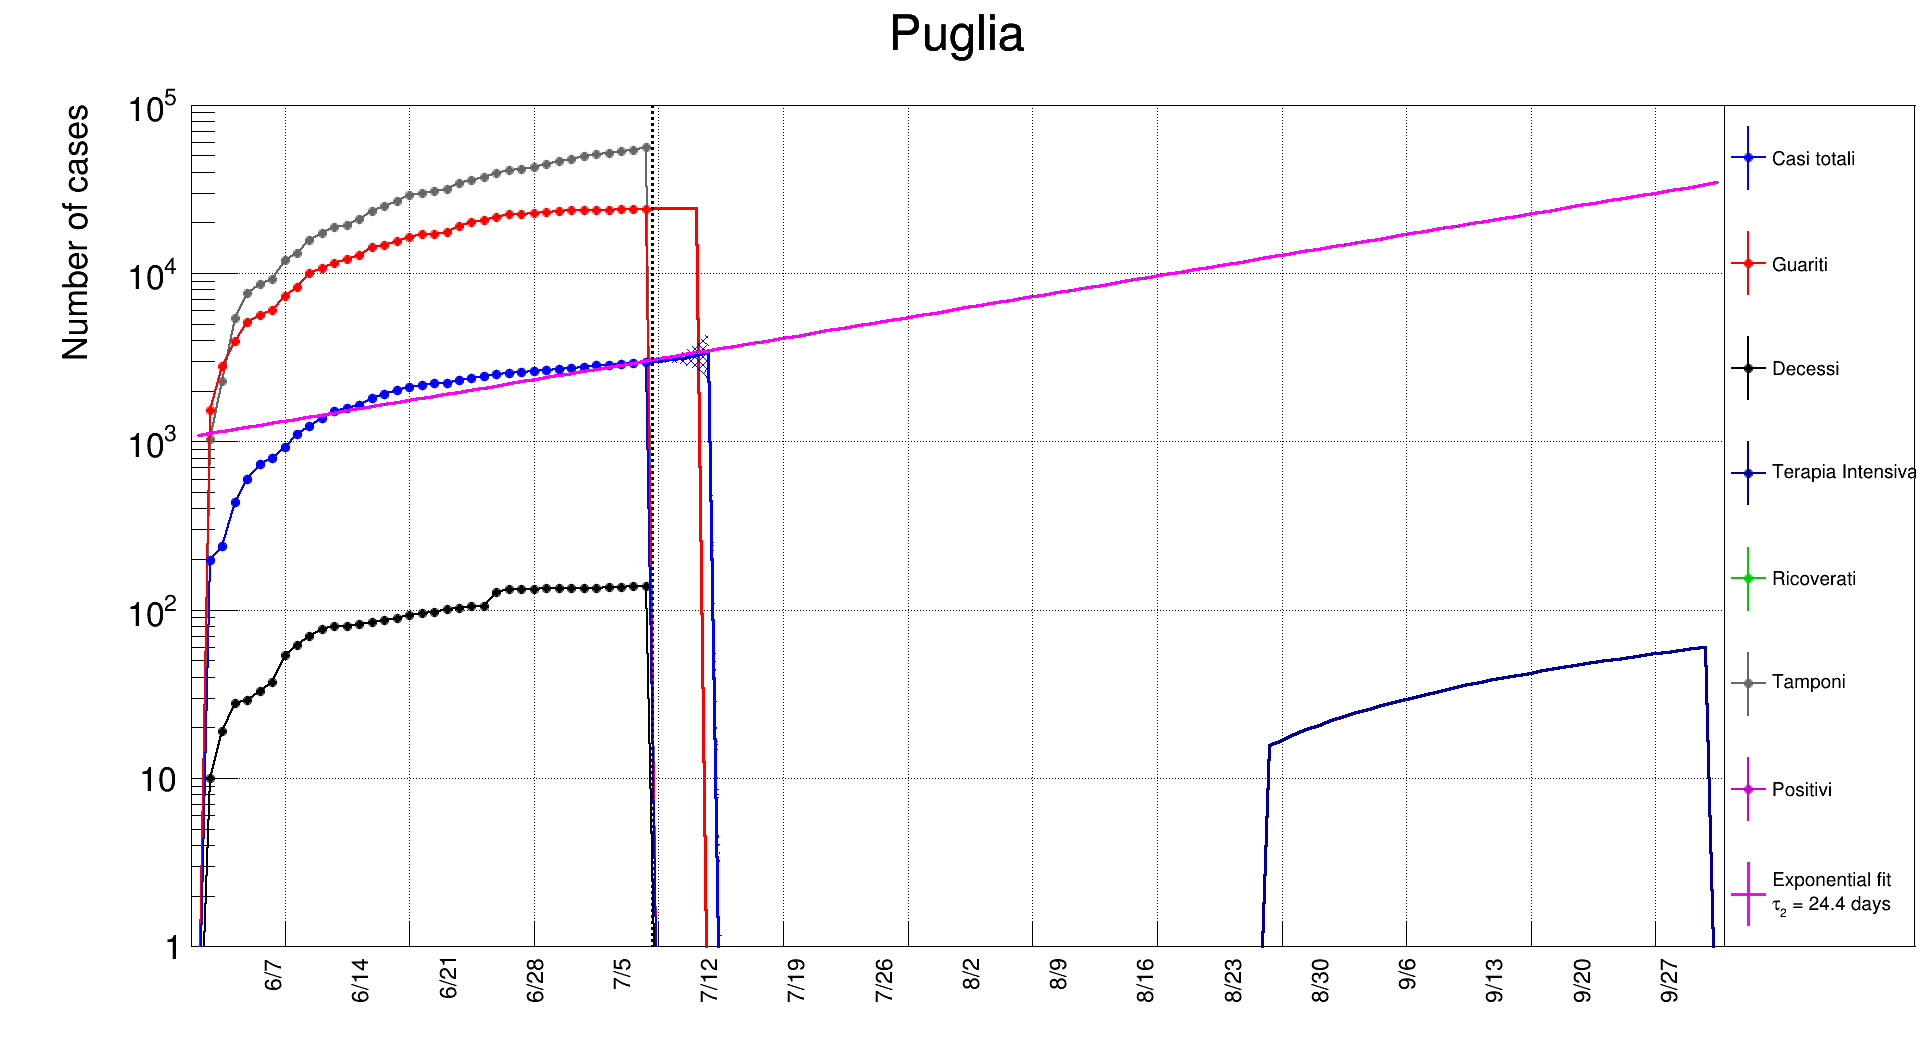 Puglia
Number of cases
10^5
10^4
10^3
10^2
10
1
6/7
6/14
6/21
6/28
7/5
7/12
7/19
7/26
8/2
8/9
8/16
8/23
8/30
9/6
9/13
9/20
9/27
Casi totali
Guariti
Decessi
Terapia Intensiva
Ricoverati
Tamponi
Positivi
Exponential fit
τ₂ = 24.4 days